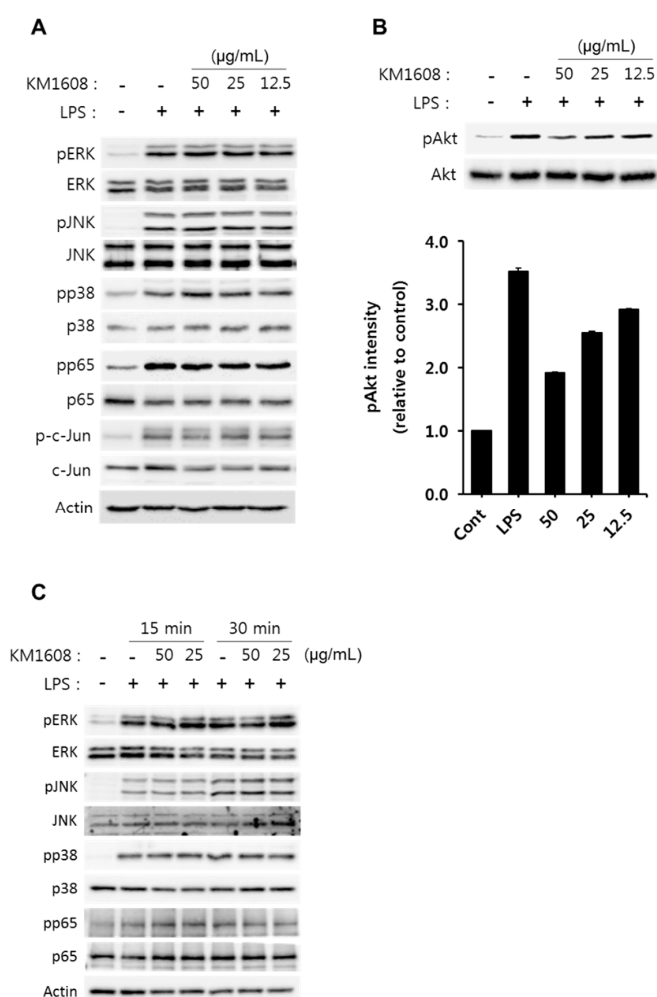 A
(μg/mL)
KM1608 : - - 50 25 12.5
LPS : - + + + +
pERK
ERK
pJNK
JNK
pp38
p38
pp65
p65
p-c-Jun
c-Jun
Actin
B
(μg/mL)
KM1608 : - - 50 25 12.5
LPS : - + + + +
pAkt
Akt
pAkt intensity
(relative to control)
4.0
3.0
2.0
1.0
0.0
Cont LPS 50 25 12.5
C
15 min 30 min
KM1608 : - - 50 25 - 50 25 (μg/mL)
LPS : - + + + + + +
pERK
ERK
pJNK
JNK
pp38
p38
pp65
p65
Actin